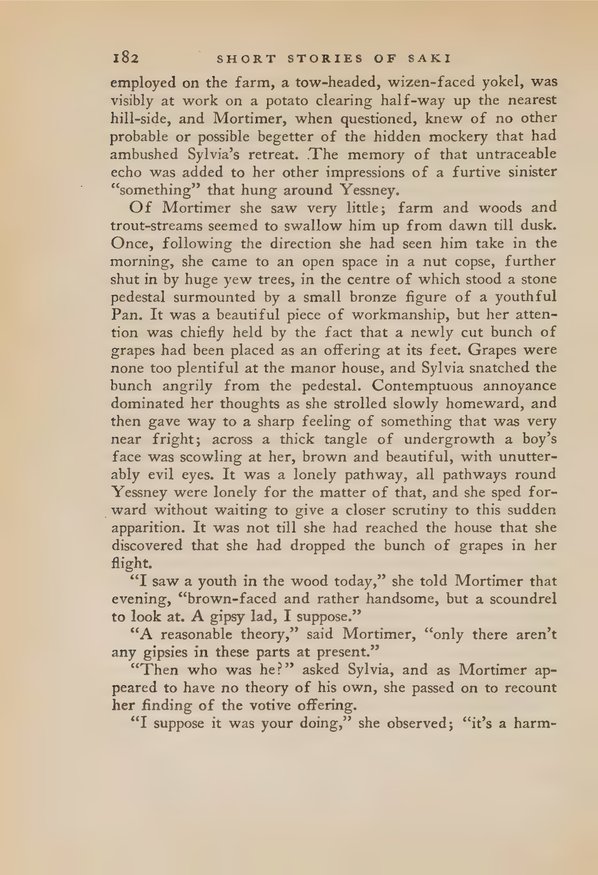 182 SHORT STORIES OF SAKI
employed on the farm, a tow-headed, wizen-faced yokel, was
visibly at work on a potato clearing half-way up the nearest
hill-side, and Mortimer, when questioned, knew of no other
probable or possible begetter of the hidden mockery that had
ambushed Sylvia’s retreat. The memory of that untraceable
echo was added to her other impressions of a furtive sinister
“something” that hung around Yessney.
Of Mortimer she saw very little; farm and woods and
trout-streams seemed to swallow him up from dawn till dusk.
Once, following the direction she had seen him take in the
morning, she came to an open space in a nut copse, further
shut in by huge yew trees, in the centre of which stood a stone
pedestal surmounted by a small bronze figure of a youthful
Pan. It was a beautiful piece of workmanship, but her atten-
tion was chiefly held by the fact that a newly cut bunch of
grapes had been placed as an offering at its feet. Grapes were
none too plentiful at the manor house, and Sylvia snatched the
bunch angrily from the pedestal. Contemptuous annoyance
dominated her thoughts as she strolled slowly homeward, and
then gave way to a sharp feeling of something that was very
near fright; across a thick tangle of undergrowth a boy’s
face was scowling at her, brown and beautiful, with unutter-
ably evil eyes. It was a lonely pathway, all pathways round
Yessney were lonely for the matter of that, and she sped for-
ward without waiting to give a closer scrutiny to this sudden
apparition. It was not till she had reached the house that she
discovered that she had dropped the bunch of grapes in her
flight.
“I saw a youth in the wood today,” she told Mortimer that
evening, “brown-faced and rather handsome, but a scoundrel
to look at. A gipsy lad, I suppose.”
“A reasonable theory,” said Mortimer, “only there aren’t
any gipsies in these parts at present.”
“Then who was he?” asked Sylvia, and as Mortimer ap-
peared to have no theory of his own, she passed on to recount
her finding of the votive offering.
“I suppose it was your doing,” she observed; “it’s a harm-